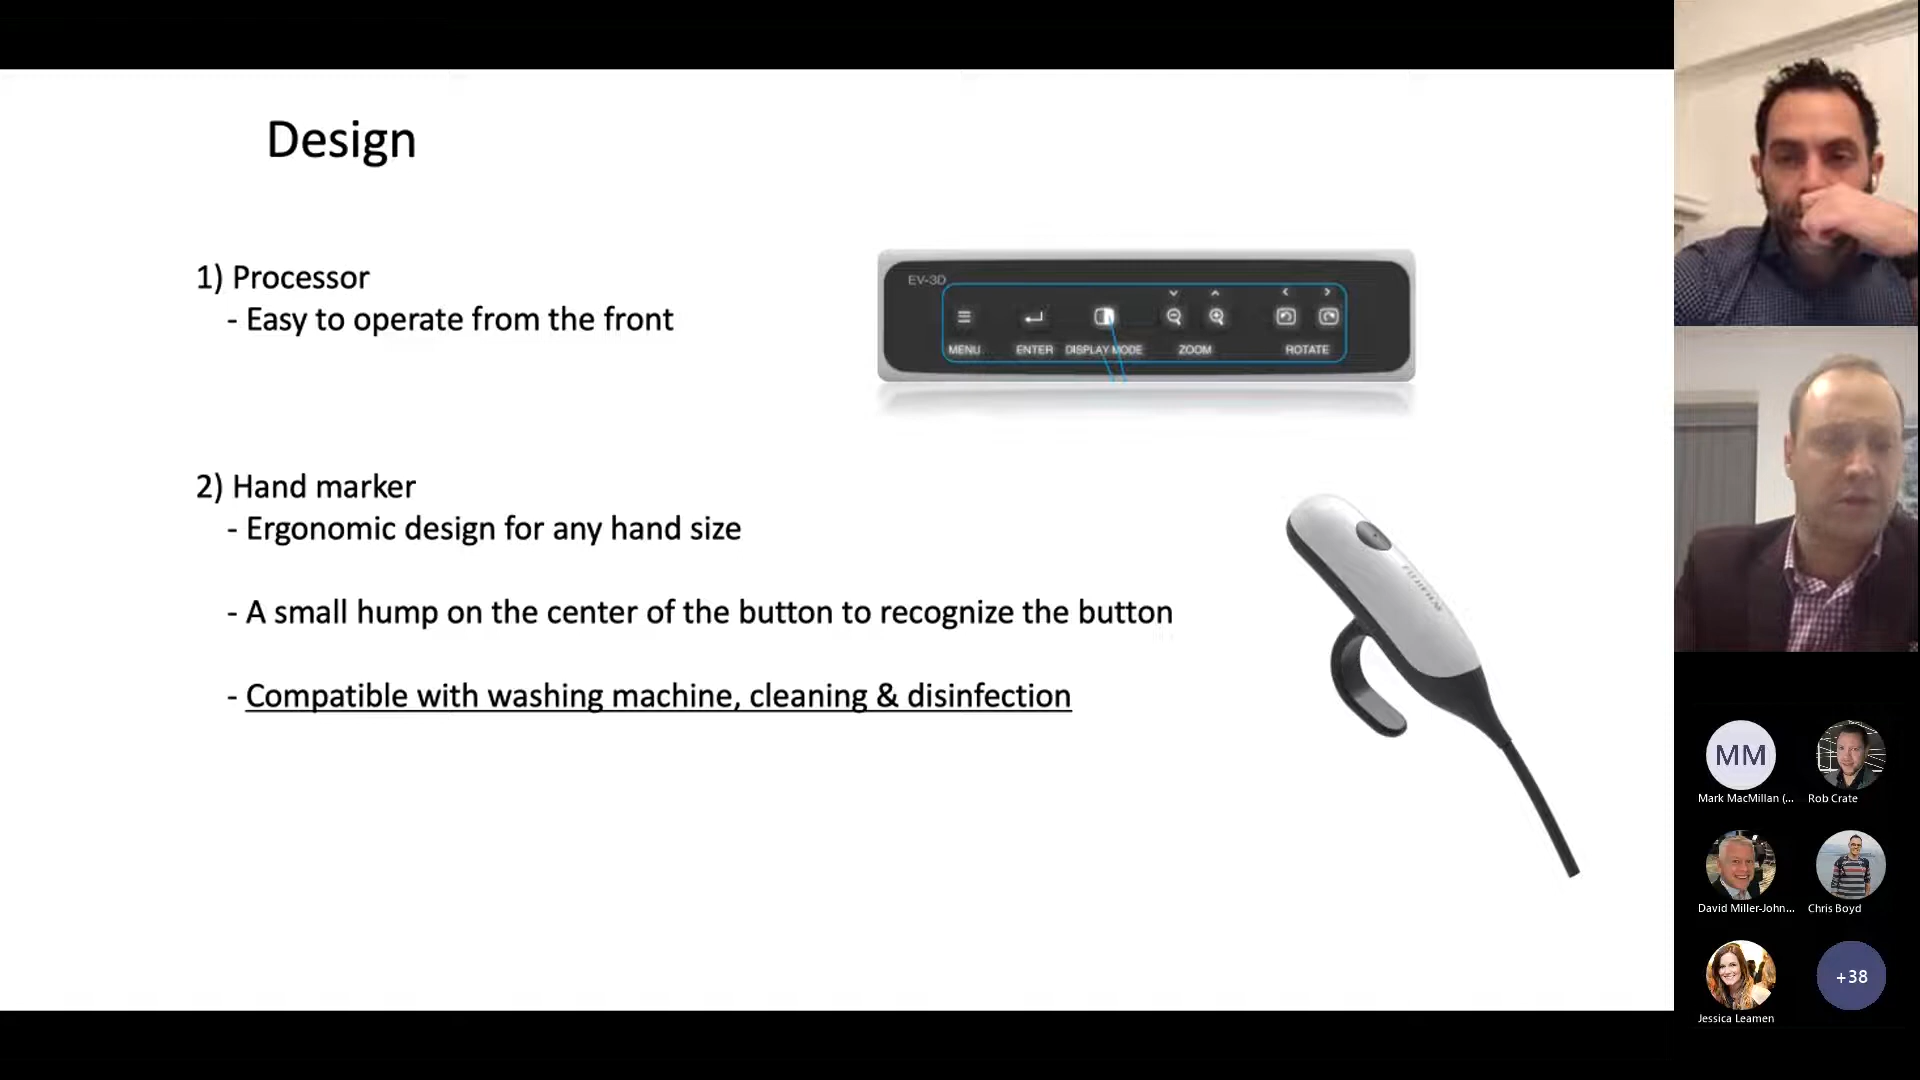 Design
1) Processor
- Easy to operate from the front
EV-3D
MENU ENTER DISPLAY MODE ZOOM ROTATE
2) Hand marker
- Ergonomic design for any hand size
- A small hump on the center of the button to recognize the button
- Compatible with washing machine, cleaning & disinfection
FUJIFILM
MM
Mark MacMillan (...
Rob Crate
David Miller-John...
Chris Boyd
Jessica Leamen
+38